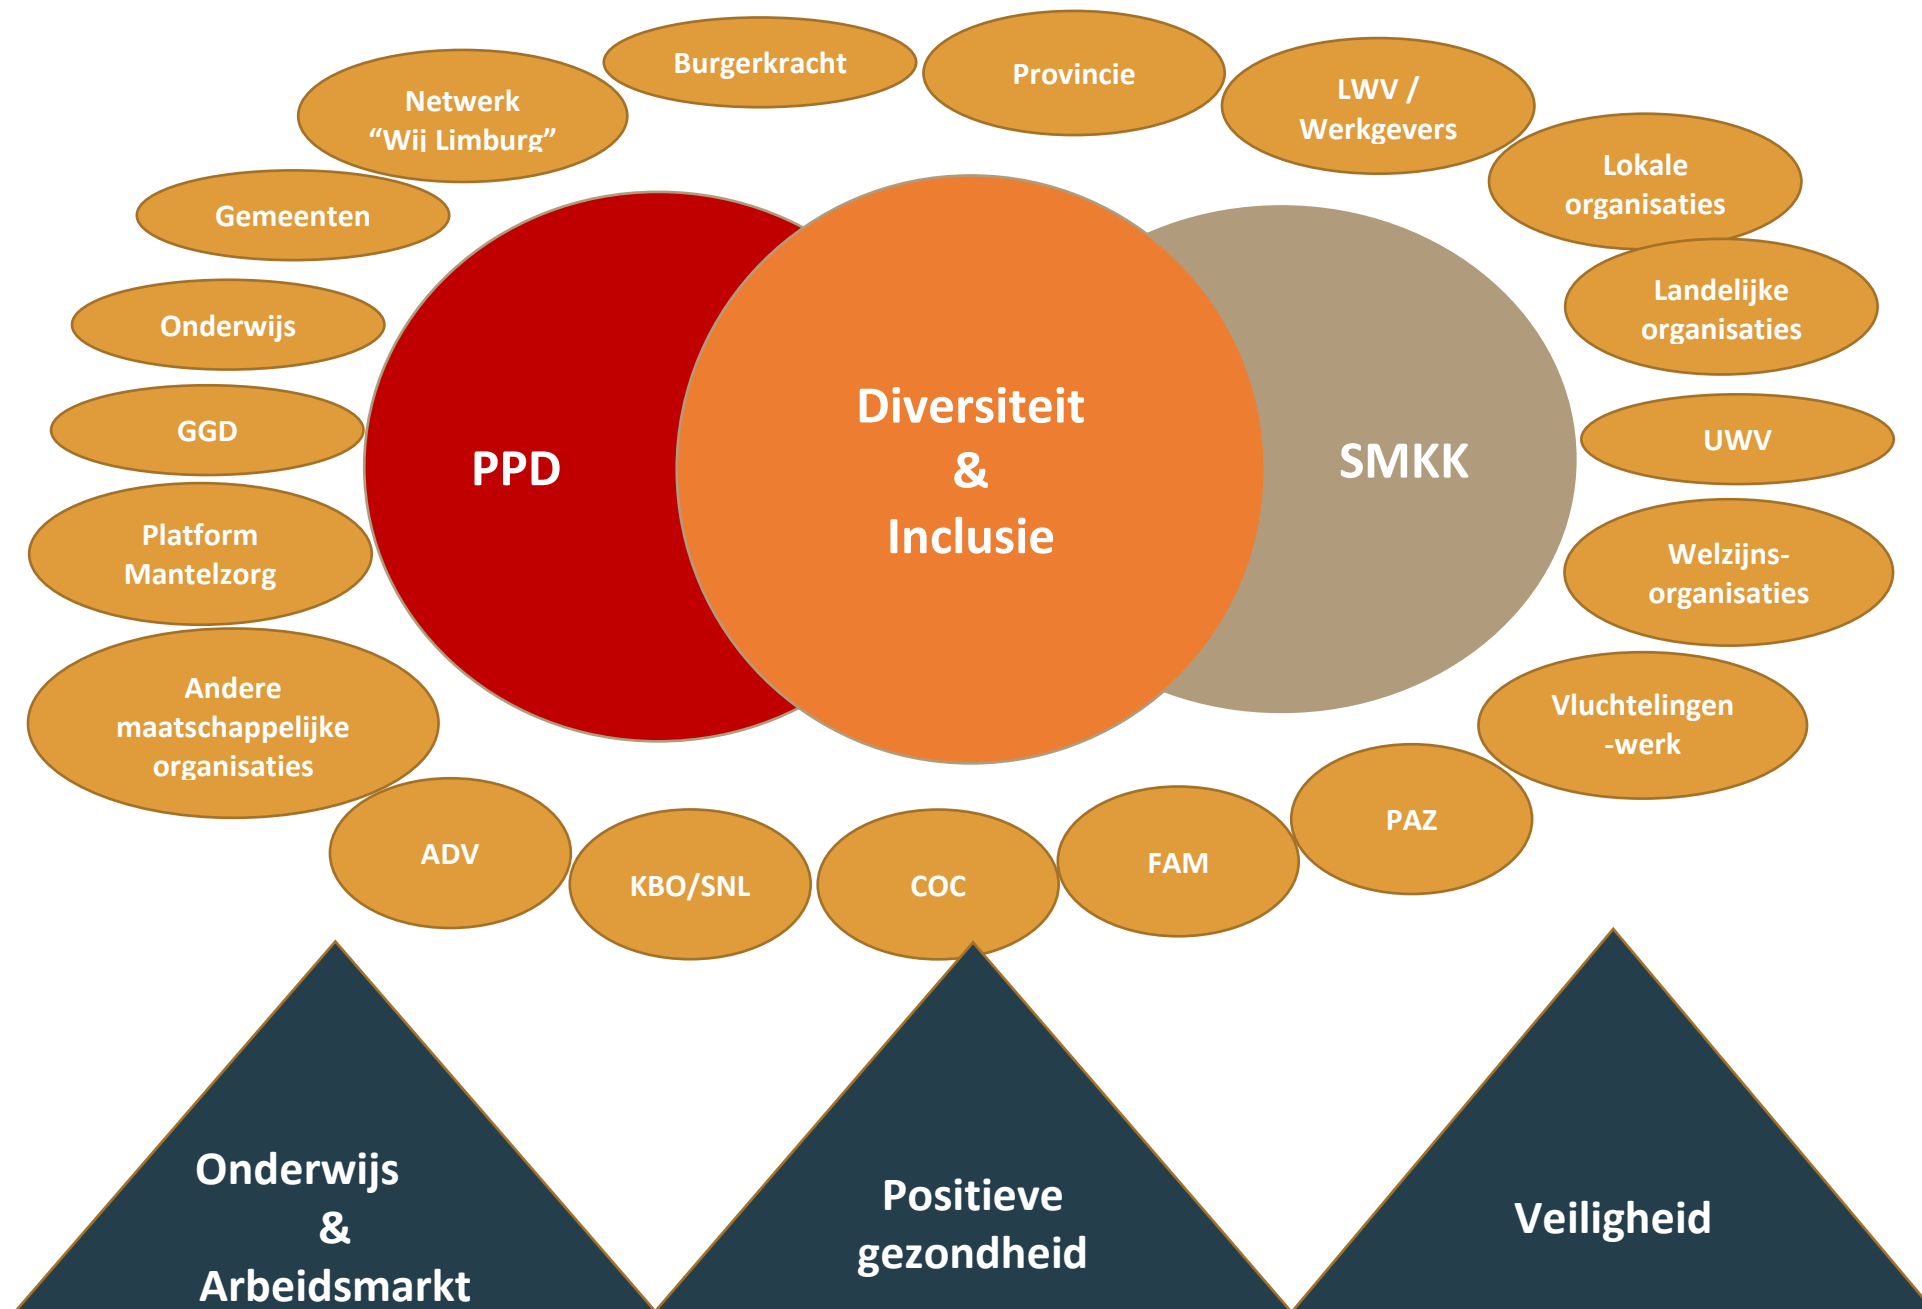 Burgerkracht
Provincie
Netwerk
“Wij Limburg”
LWV /
Werkgevers
Lokale
organisaties
Gemeenten
Landelijke
organisaties
Onderwijs
GGD
UWV
Diversiteit
&
Inclusie
PPD
SMKK
Platform
Mantelzorg
Welzijns-
organisaties
Andere
maatschappelijke
organisaties
Vluchtelingen
-werk
ADV
KBO/SNL
COC
FAM
PAZ
Onderwijs
&
Arbeidsmarkt
Positieve
gezondheid
Veiligheid